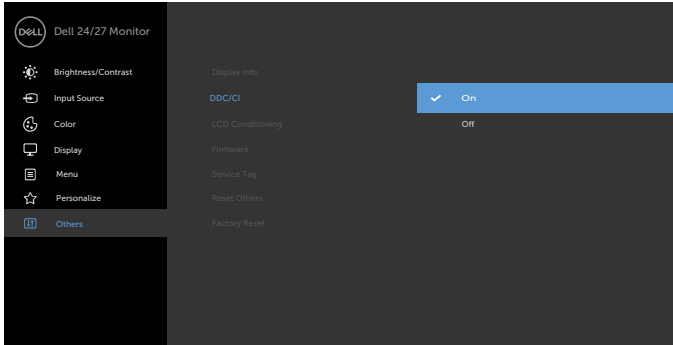 DELL Dell 24/27 Monitor
Brightness/Contrast
Input Source
Color
Display
Menu
Personalize
Others
Display Info
DDC/CI
LCD Conditioning
Firmware
Service Tag
Reset Others
Factory Reset
On
Off